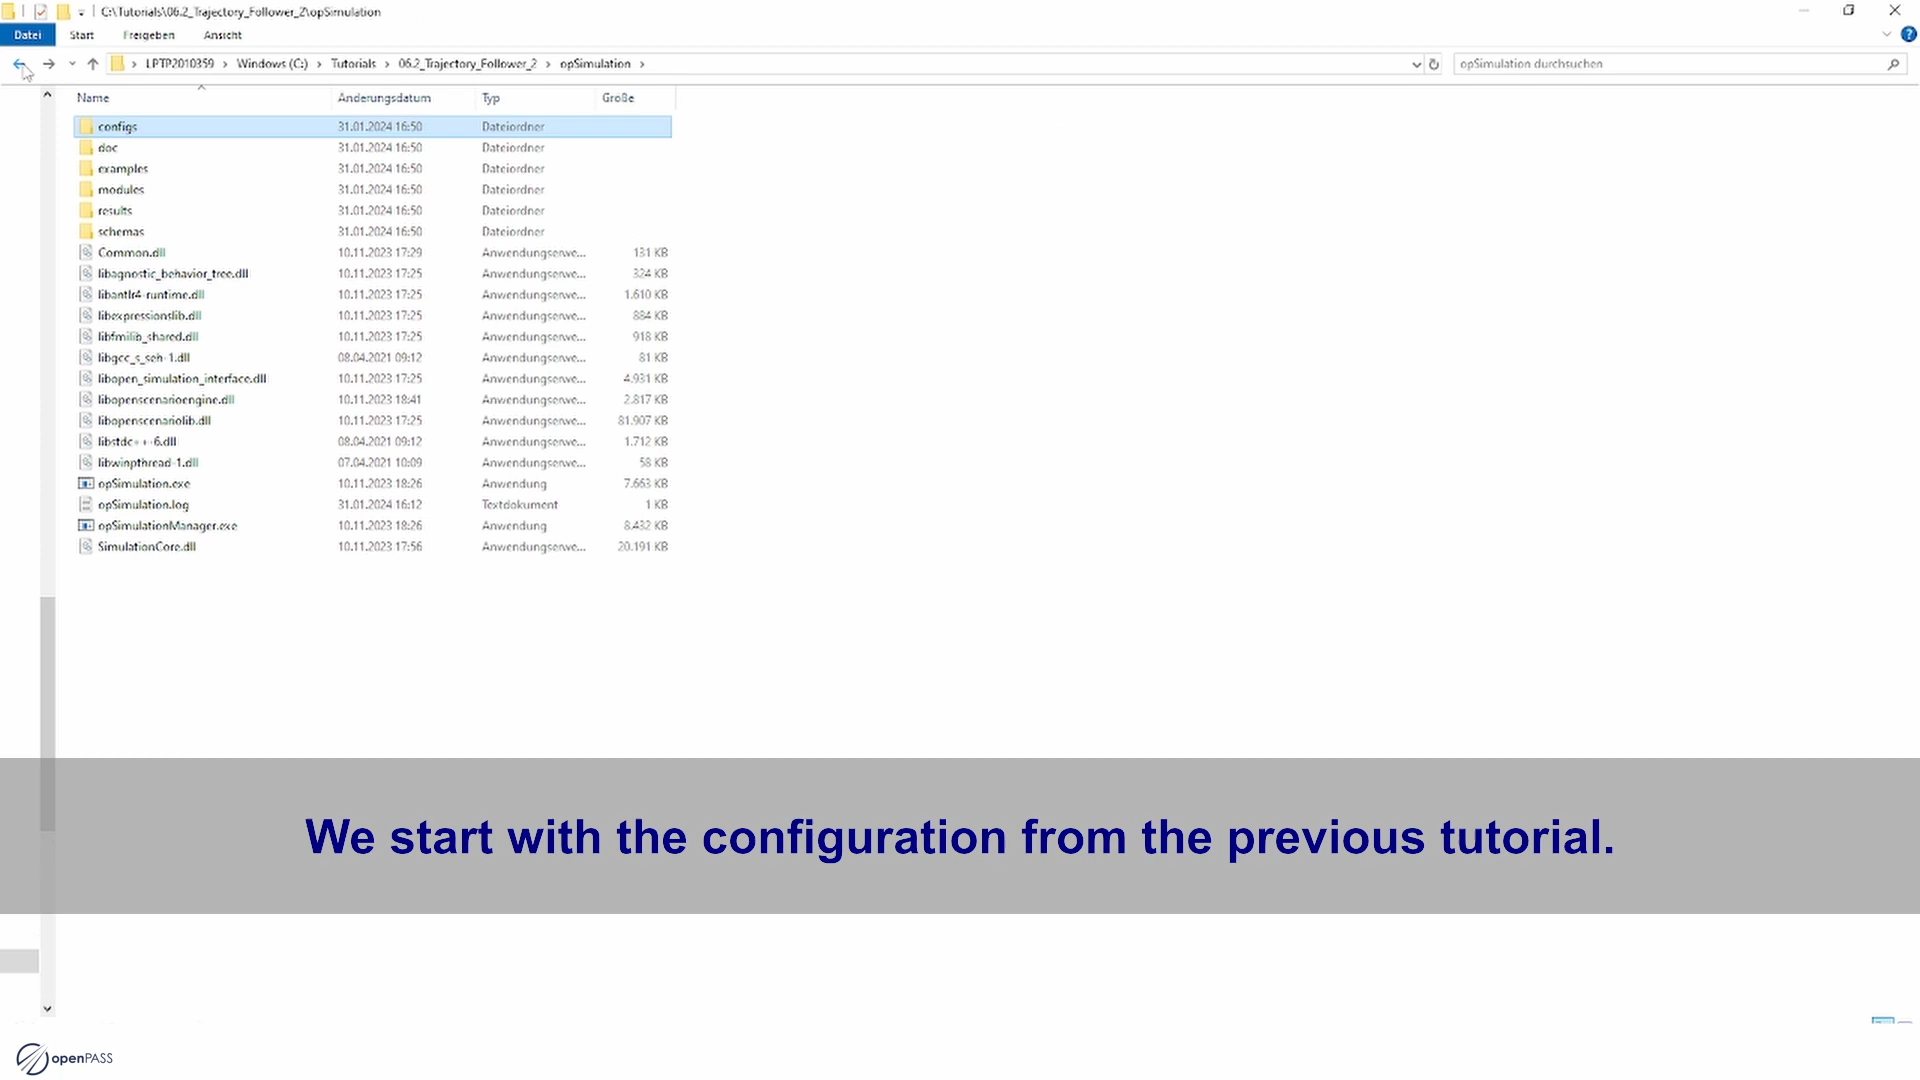 C:\Tutorials\06.2_Trajectory_Follower_2\opSimulation
Datei Start Freigeben Ansicht
LPTP2010359 > Windows (C:) > Tutorials > 06.2_Trajectory_Follower_2 > opSimulation > opSimulation durchsuchen
Name Änderungsdatum Typ Größe
configs 31.01.2024 16:50 Dateiordner
doc 31.01.2024 16:50 Dateiordner
examples 31.01.2024 16:50 Dateiordner
modules 31.01.2024 16:50 Dateiordner
results 31.01.2024 16:50 Dateiordner
schemas 31.01.2024 16:50 Dateiordner
Common.dll 10.11.2023 17:29 Anwendungserwe... 131 KB
libagnostic_behavior_tree.dll 10.11.2023 17:25 Anwendungserwe... 324 KB
libantlr4-runtime.dll 10.11.2023 17:25 Anwendungserwe... 1.610 KB
libexpressionslib.dll 10.11.2023 17:25 Anwendungserwe... 884 KB
libfmilib_shared.dll 10.11.2023 17:25 Anwendungserwe... 918 KB
libgcc_s_seh-1.dll 08.04.2021 09:12 Anwendungserwe... 81 KB
libopen_simulation_interface.dll 10.11.2023 17:25 Anwendungserwe... 4.931 KB
libopenscenarioengine.dll 10.11.2023 18:41 Anwendungserwe... 2.817 KB
libopenscenariolib.dll 10.11.2023 17:25 Anwendungserwe... 81.907 KB
libstdc++-6.dll 08.04.2021 09:12 Anwendungserwe... 1.712 KB
libwinpthread-1.dll 07.04.2021 10:09 Anwendungserwe... 58 KB
opSimulation.exe 10.11.2023 18:26 Anwendung 7.663 KB
opSimulation.log 31.01.2024 16:12 Textdokument 1 KB
opSimulationManager.exe 10.11.2023 18:26 Anwendung 8.432 KB
SimulationCore.dll 10.11.2023 17:56 Anwendungserwe... 20.191 KB
We start with the configuration from the previous tutorial.
openPASS